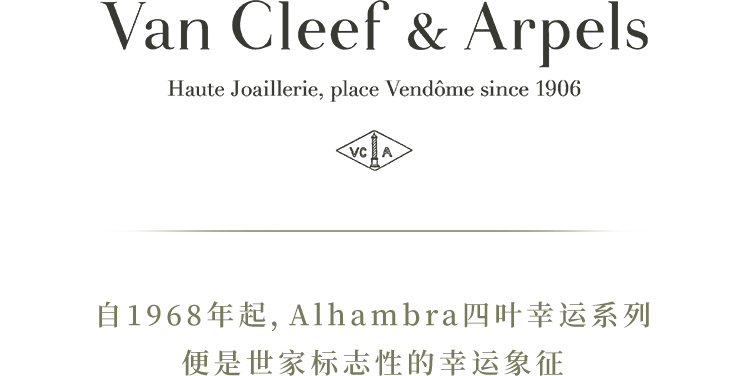 Van Cleef & Arpels
Haute Joaillerie, place Vendôme since 1906
VC A
自1968年起, Alhambra四叶幸运系列
便是世家标志性的幸运象征